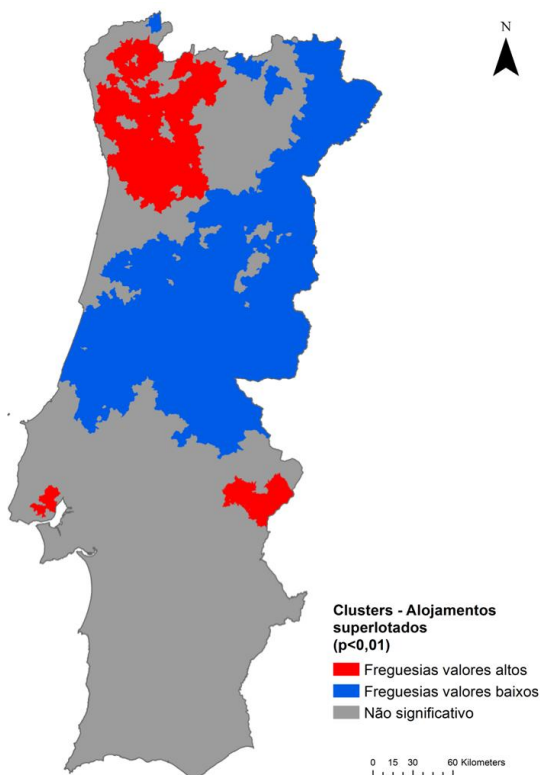 N
Clusters - Alojamentos
superlotados
(p<0,01)
Freguesias valores altos
Freguesias valores baixos
Não significativo
0 15 30 60 Kilometers